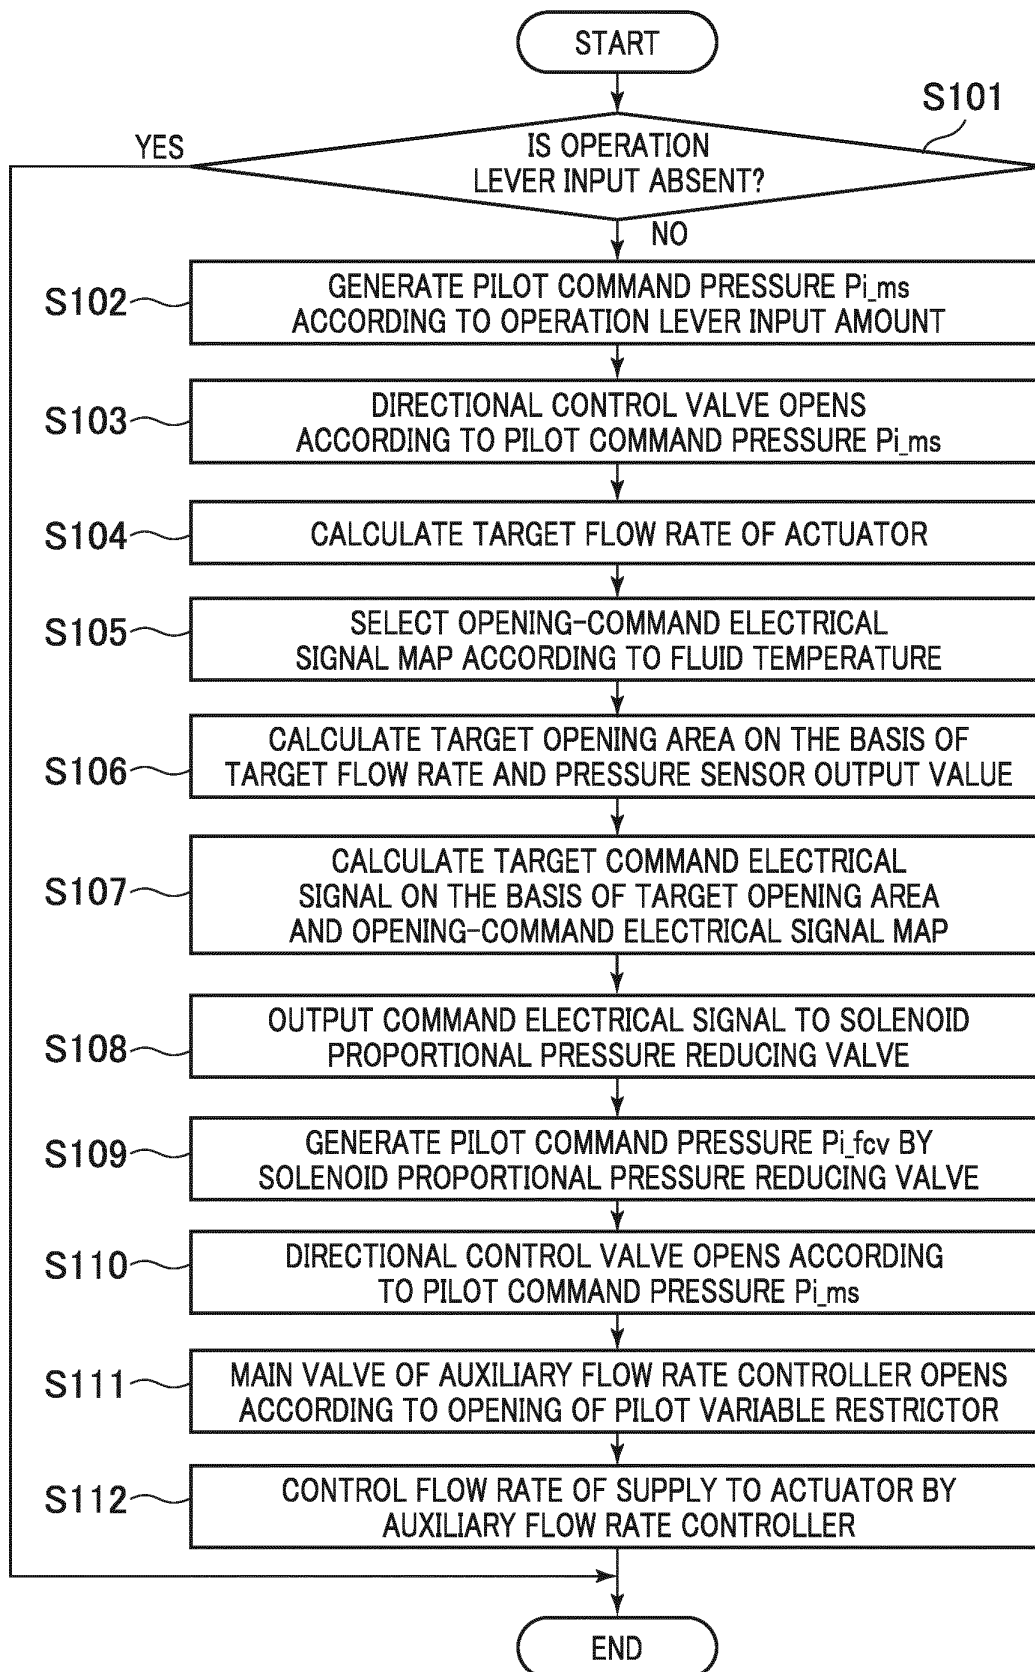 START
S101
YES
IS OPERATION
LEVER INPUT ABSENT?
NO
S102
GENERATE PILOT COMMAND PRESSURE Pi_ms
ACCORDING TO OPERATION LEVER INPUT AMOUNT
S103
DIRECTIONAL CONTROL VALVE OPENS
ACCORDING TO PILOT COMMAND PRESSURE Pi_ms
S104
CALCULATE TARGET FLOW RATE OF ACTUATOR
S105
SELECT OPENING-COMMAND ELECTRICAL
SIGNAL MAP ACCORDING TO FLUID TEMPERATURE
S106
CALCULATE TARGET OPENING AREA ON THE BASIS OF
TARGET FLOW RATE AND PRESSURE SENSOR OUTPUT VALUE
S107
CALCULATE TARGET COMMAND ELECTRICAL
SIGNAL ON THE BASIS OF TARGET OPENING AREA
AND OPENING-COMMAND ELECTRICAL SIGNAL MAP
S108
OUTPUT COMMAND ELECTRICAL SIGNAL TO SOLENOID
PROPORTIONAL PRESSURE REDUCING VALVE
S109
GENERATE PILOT COMMAND PRESSURE Pi_fcv BY
SOLENOID PROPORTIONAL PRESSURE REDUCING VALVE
S110
DIRECTIONAL CONTROL VALVE OPENS ACCORDING
TO PILOT COMMAND PRESSURE Pi_ms
S111
MAIN VALVE OF AUXILIARY FLOW RATE CONTROLLER OPENS
ACCORDING TO OPENING OF PILOT VARIABLE RESTRICTOR
S112
CONTROL FLOW RATE OF SUPPLY TO ACTUATOR BY
AUXILIARY FLOW RATE CONTROLLER
END